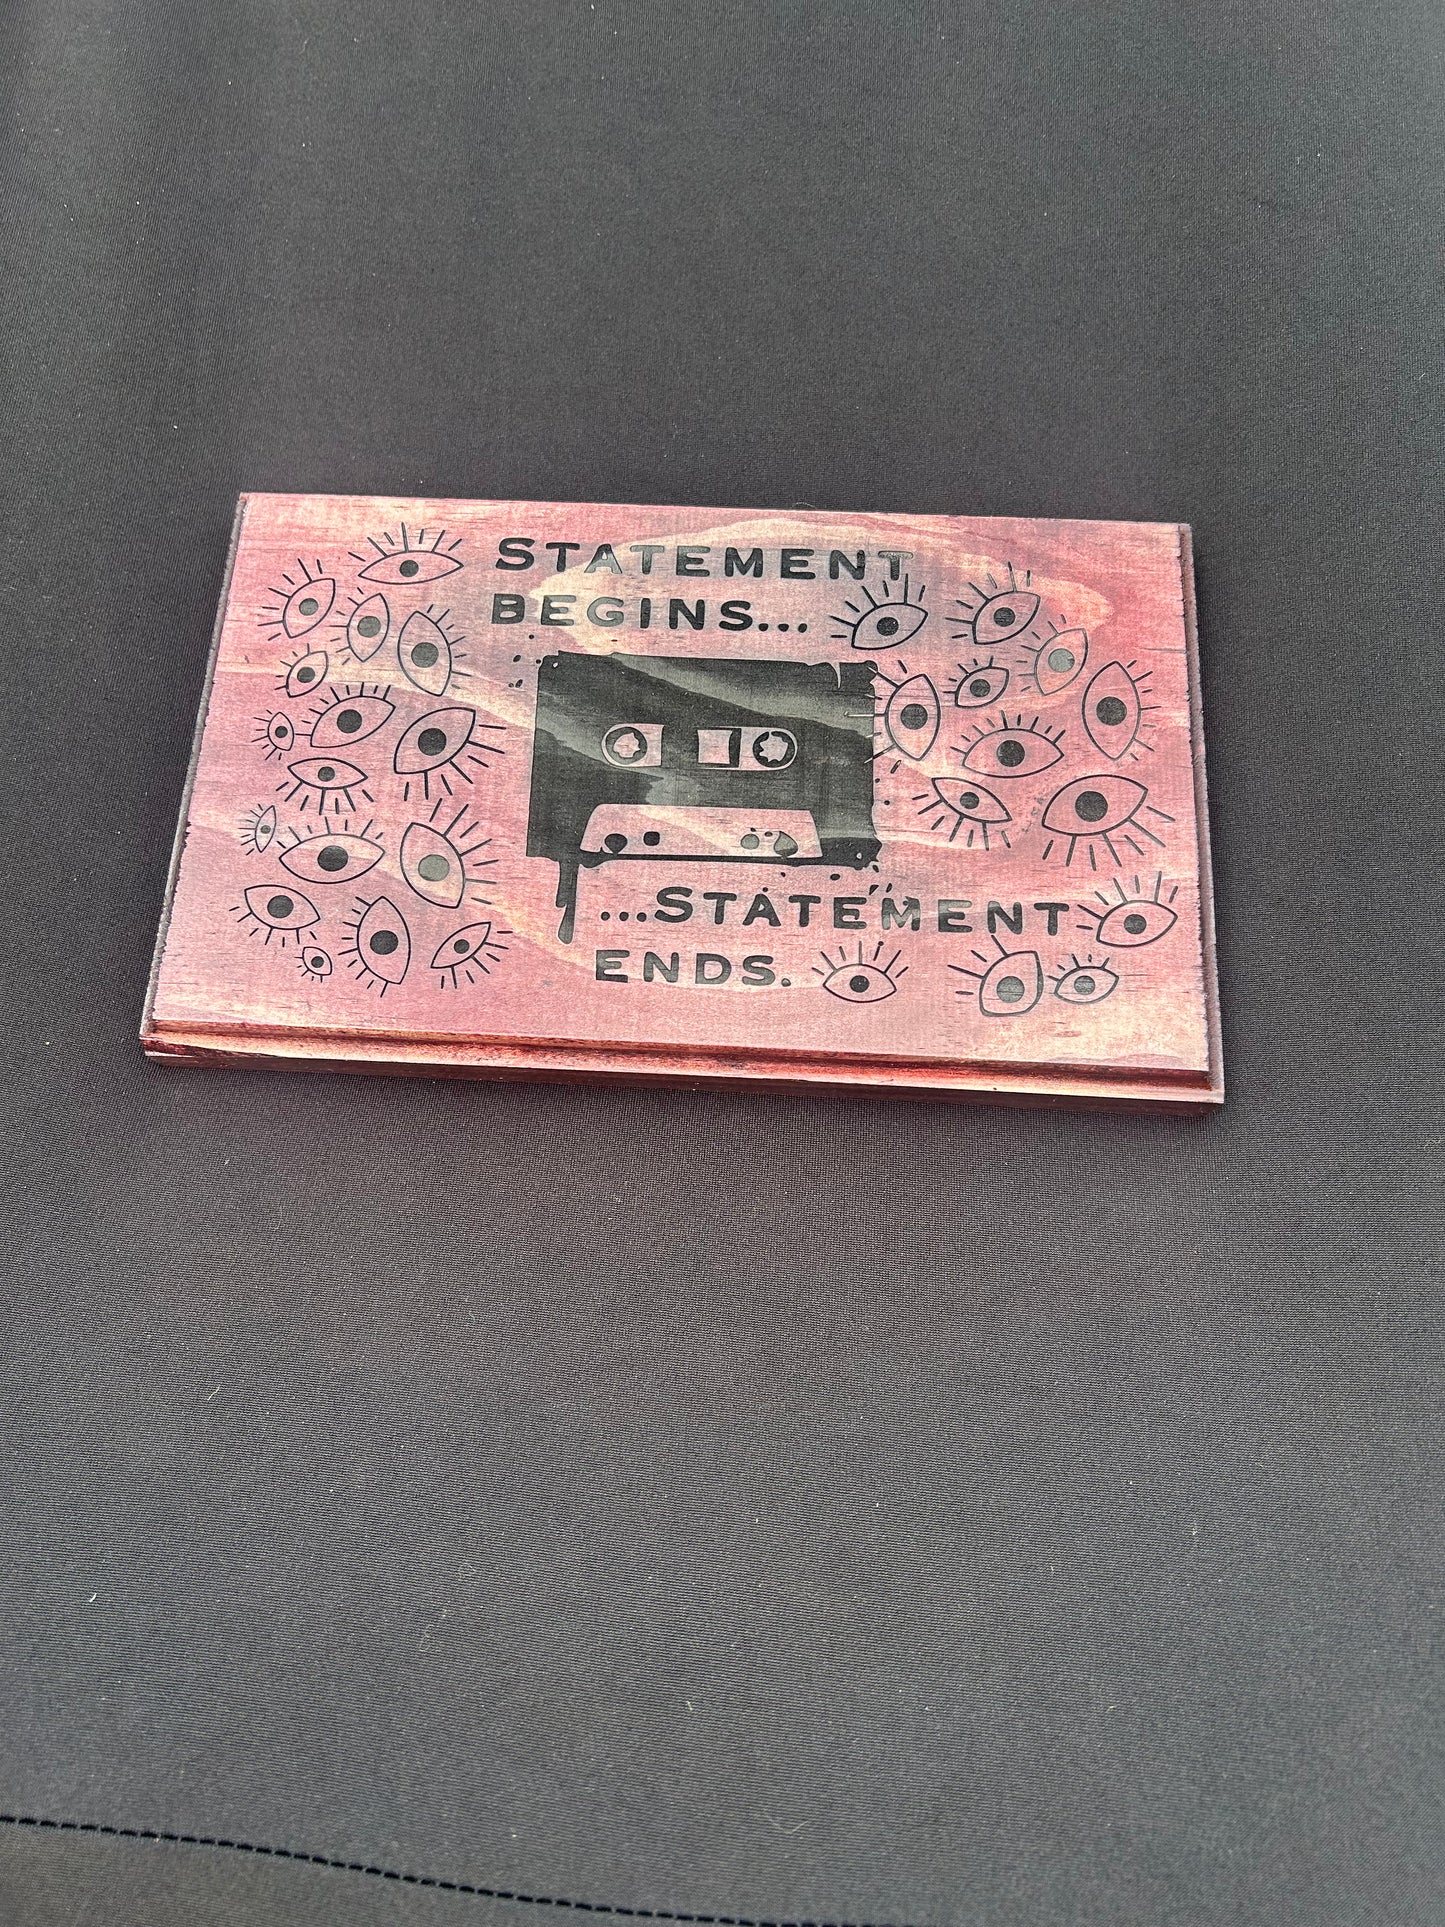 STATEMENT
BEGINS...
...STATEMENT
ENDS.